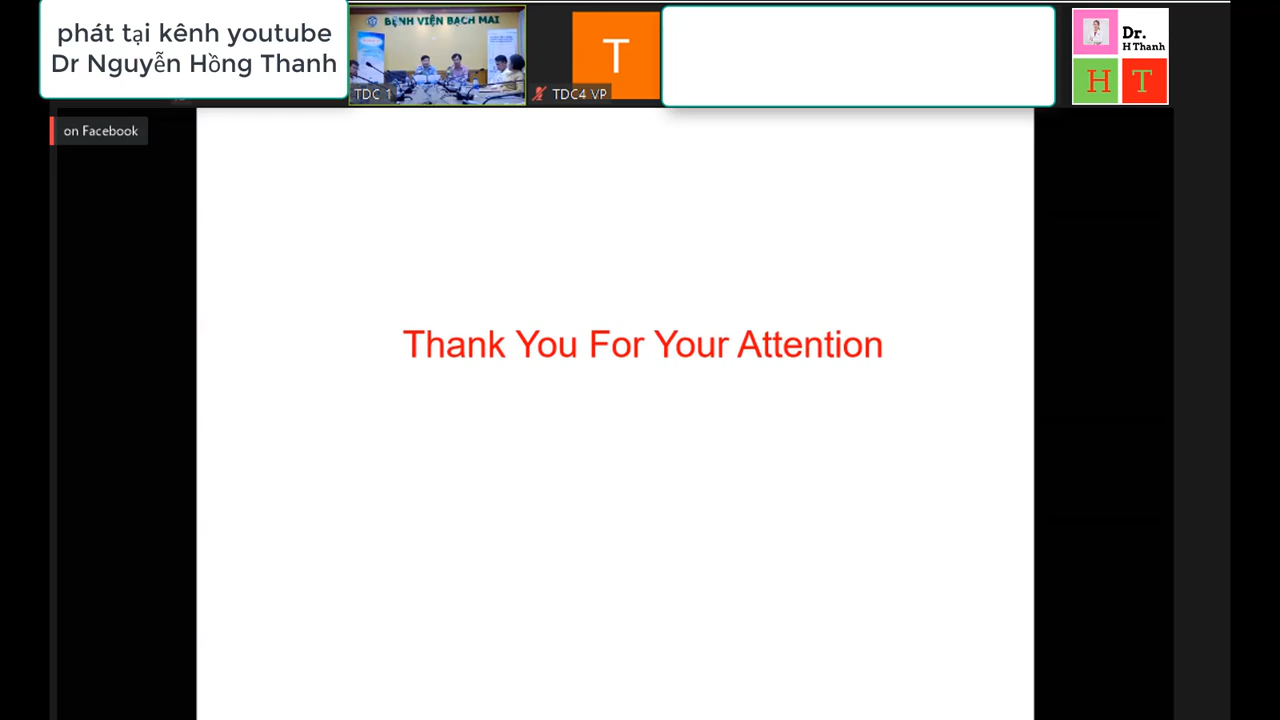 phát tại kênh youtube
Dr Nguyễn Hồng Thanh
BỆNH VIỆN BẠCH MAI
TDC 1
T
TDC4 VP
Dr.
H Thanh
H T
on Facebook
Thank You For Your Attention